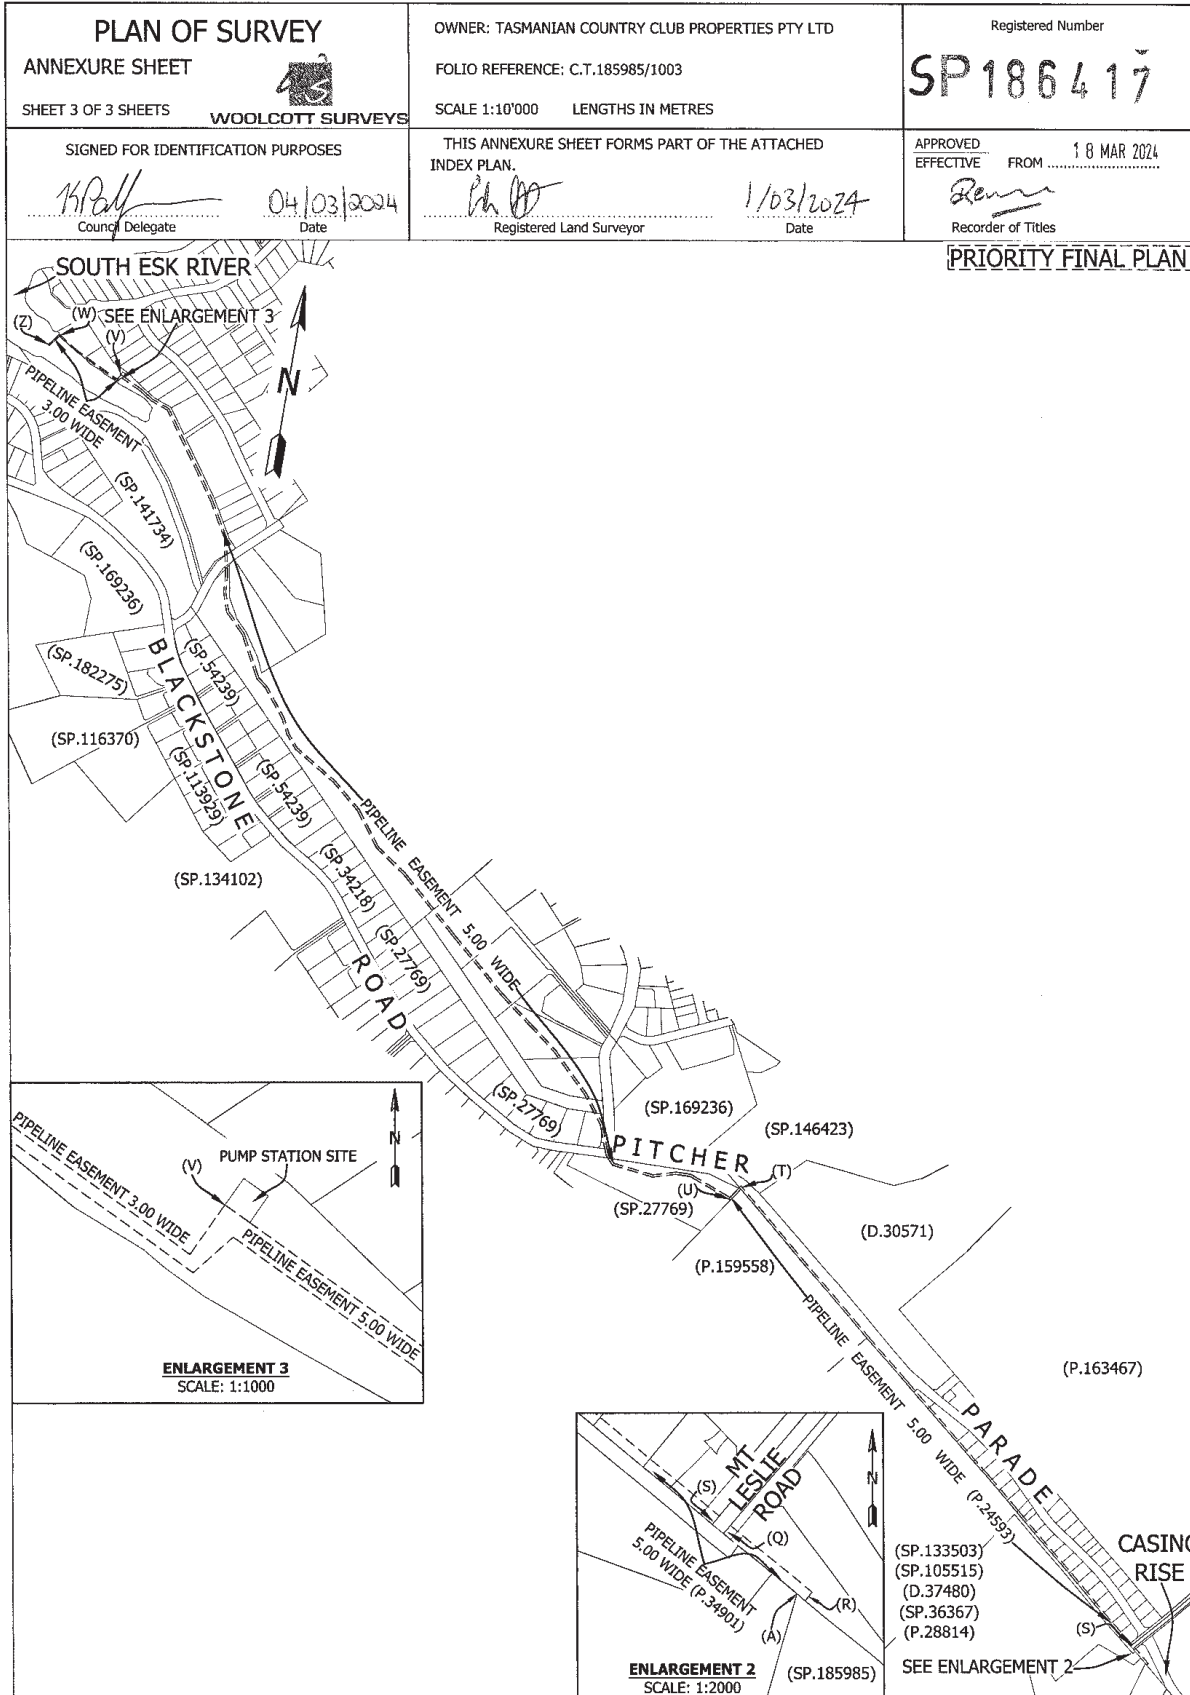 PLAN OF SURVEY
ANNEXURE SHEET
SHEET 3 OF 3 SHEETS
WOOLCOTT SURVEYS
OWNER: TASMANIAN COUNTRY CLUB PROPERTIES PTY LTD
FOLIO REFERENCE: C.T.185985/1003
SCALE 1:10'000 LENGTHS IN METRES
Registered Number
SP186417
SIGNED FOR IDENTIFICATION PURPOSES
04/03/2024
Council Delegate Date
THIS ANNEXURE SHEET FORMS PART OF THE ATTACHED
INDEX PLAN.
1/03/2024
Registered Land Surveyor Date
APPROVED
EFFECTIVE FROM 18 MAR 2024
Recorder of Titles
PRIORITY FINAL PLAN
SOUTH ESK RIVER
(Z)
(W) SEE ENLARGEMENT 3
(V)
N
PIPELINE EASEMENT
3.00 WIDE
(SP.141734)
(SP.169236)
(SP.182275)
(SP.54239)
(SP.116370)
(SP.113929)
BLACKSTONE
(SP.54239)
(SP.134102)
(SP.34218)
(SP.27769)
ROAD
PIPELINE EASEMENT 5.00 WIDE
(SP.27769)
(SP.169236)
(SP.146423)
PITCHER
(T)
(U)
(SP.27769)
(D.30571)
(P.159558)
PIPELINE EASEMENT 5.00 WIDE (P.24593)
(P.163467)
PARADE
CASINO
RISE
(SP.133503)
(SP.105515)
(D.37480)
(SP.36367)
(P.28814)
(S)
SEE ENLARGEMENT 2
PIPELINE EASEMENT 3.00 WIDE
(V)
PUMP STATION SITE
N
PIPELINE EASEMENT 5.00 WIDE
ENLARGEMENT 3
SCALE: 1:1000
MT
LESLIE
ROAD
N
(S)
(Q)
PIPELINE EASEMENT
5.00 WIDE (P.34901)
(R)
(A)
(SP.185985)
ENLARGEMENT 2
SCALE: 1:2000